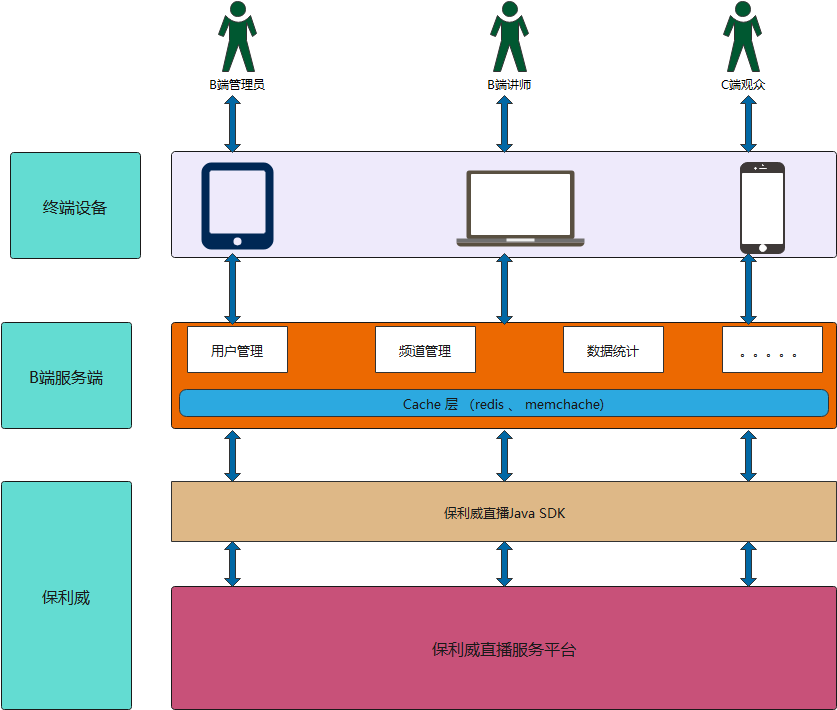 B端管理员
B端讲师
C端观众
终端设备
B端服务端
用户管理
频道管理
数据统计
。。。。。
Cache 层 （redis 、 memchache)
保利威
保利威直播Java SDK
保利威直播服务平台